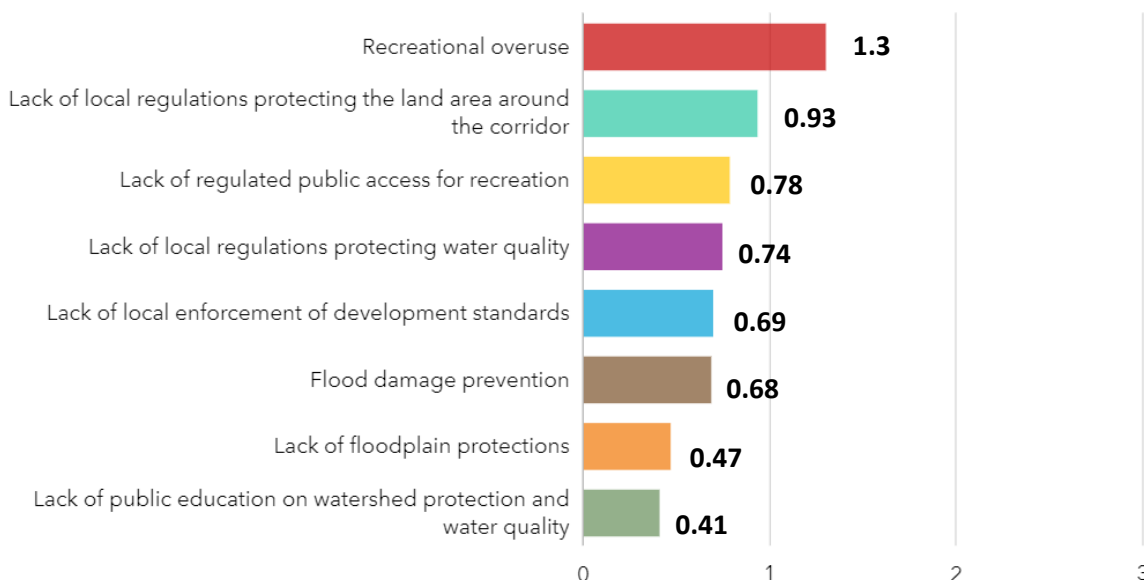 Recreational overuse
1.3
Lack of local regulations protecting the land area around
the corridor
0.93
Lack of regulated public access for recreation
0.78
Lack of local regulations protecting water quality
0.74
Lack of local enforcement of development standards
0.69
Flood damage prevention
0.68
Lack of floodplain protections
0.47
Lack of public education on watershed protection and
water quality
0.41
0 1 2 3